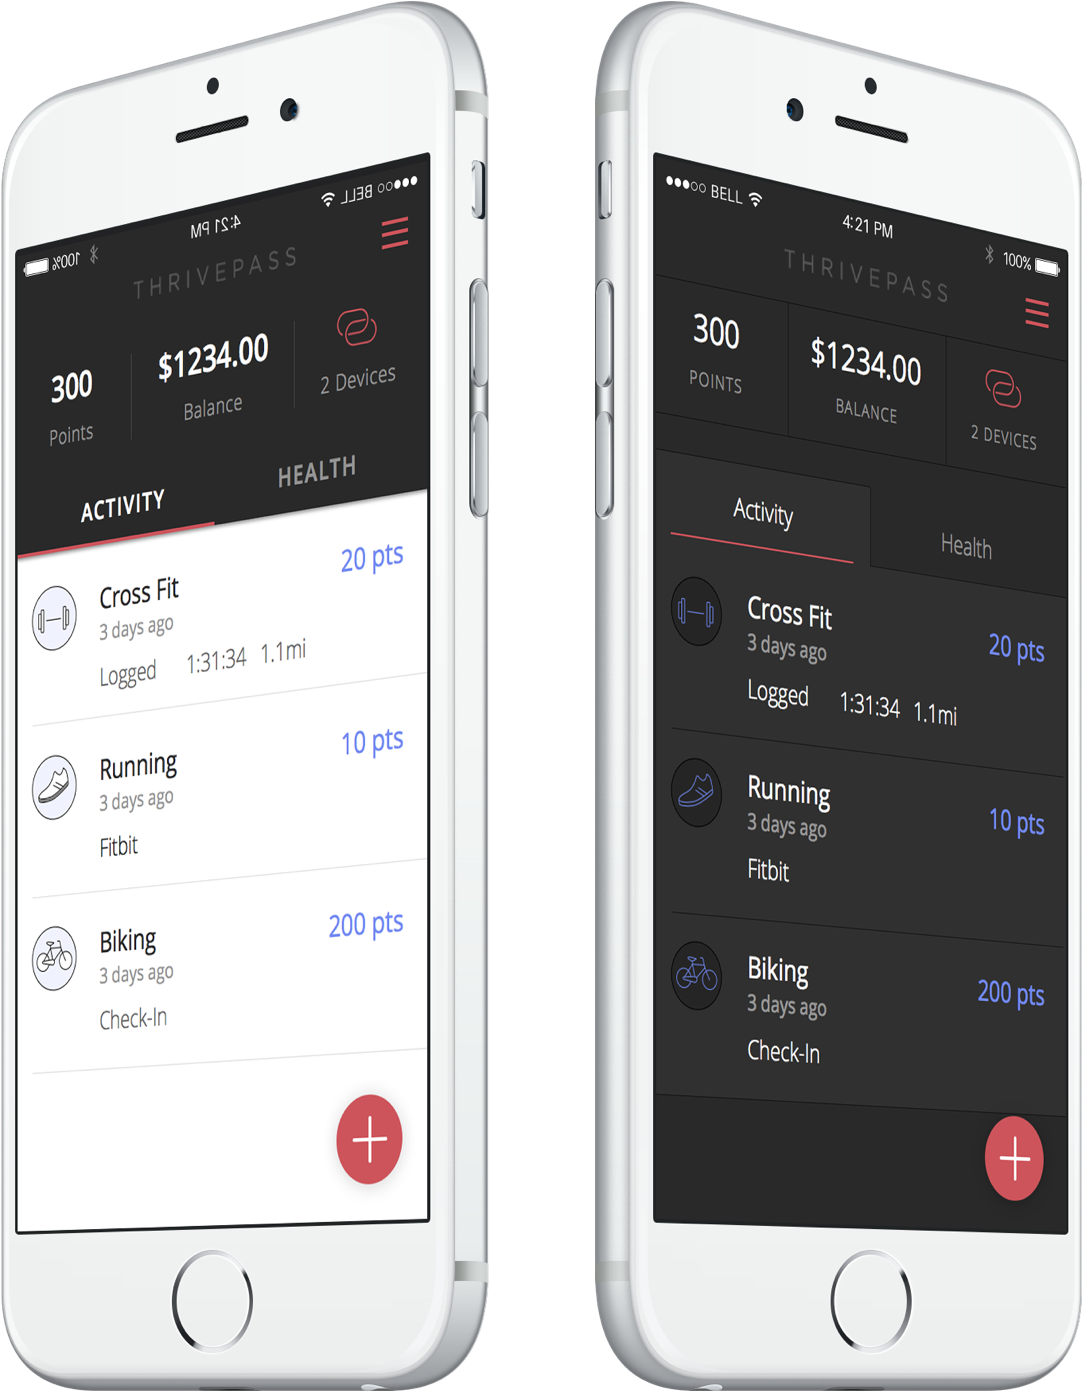 ●●●○○ BELL
4:21 PM
100%
THRIVEPASS
300
Points
$1234.00
Balance
2 Devices
ACTIVITY
HEALTH
Cross Fit
20 pts
3 days ago
Logged 1:31:34 1.1mi
Running
10 pts
3 days ago
Fitbit
Biking
200 pts
3 days ago
Check-In
●●●○○ BELL
4:21 PM
100%
THRIVEPASS
300
POINTS
$1234.00
BALANCE
2 DEVICES
Activity
Health
Cross Fit
20 pts
3 days ago
Logged 1:31:34 1.1mi
Running
10 pts
3 days ago
Fitbit
Biking
200 pts
3 days ago
Check-In